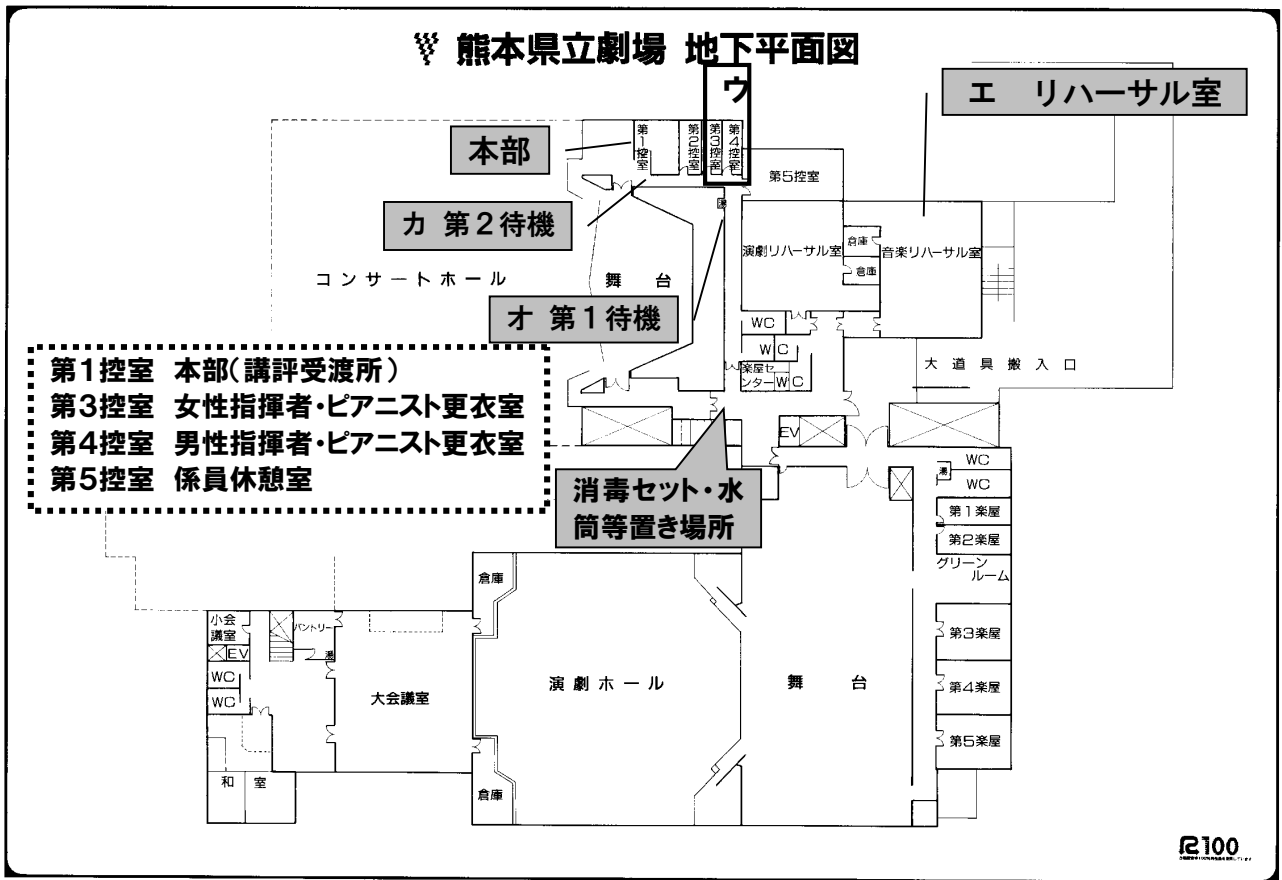 熊本県立劇場 地下平面図
ウ
エ リハーサル室
本部
第1控室
第2控室
第3控室
第4控室
第5控室
カ 第2待機
湯
演劇リハーサル室
倉庫
倉庫
音楽リハーサル室
コンサートホール
舞台
オ 第1待機
WC
WC
楽屋センター
WC
大道具搬入口
第1控室 本部(講評受渡所)
第3控室 女性指揮者・ピアニスト更衣室
第4控室 男性指揮者・ピアニスト更衣室
第5控室 係員休憩室
EV
消毒セット・水
筒等置き場所
湯
WC
WC
第1楽屋
第2楽屋
グリーン
ルーム
倉庫
小会
議室
パントリー
湯
EV
WC
WC
大会議室
演劇ホール
舞台
第3楽屋
第4楽屋
第5楽屋
和室
倉庫
R100